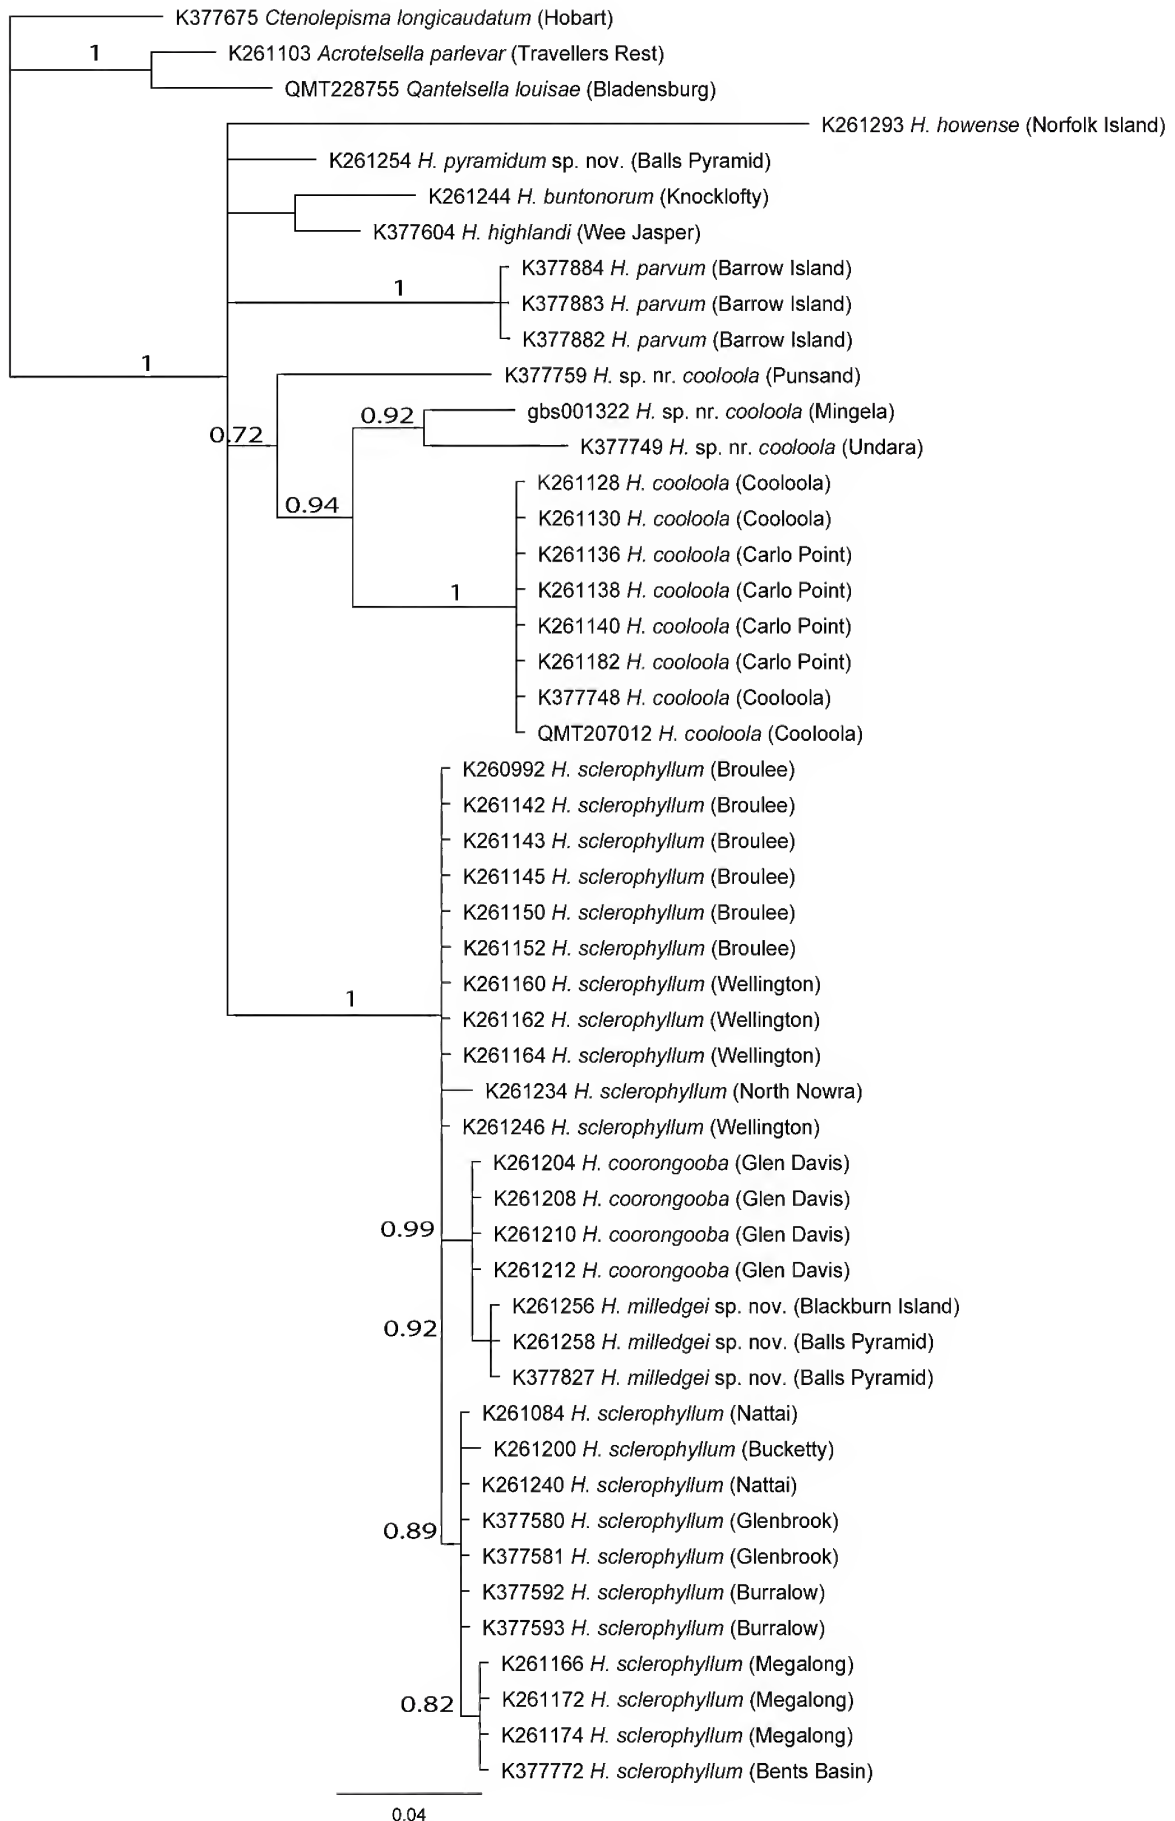 K377675 Ctenolepisma longicaudatum (Hobart)
1
K261103 Acrotelsella parlevar (Travellers Rest)
QMT228755 Qantelsella louisae (Bladensburg)
K261293 H. howense (Norfolk Island)
K261254 H. pyramidum sp. nov. (Balls Pyramid)
K261244 H. buntonorum (Knocklofty)
K377604 H. highlandi (Wee Jasper)
K377884 H. parvum (Barrow Island)
1
K377883 H. parvum (Barrow Island)
K377882 H. parvum (Barrow Island)
1
K377759 H. sp. nr. cooloola (Punsand)
0.92
gbs001322 H. sp. nr. cooloola (Mingela)
0.72
K377749 H. sp. nr. cooloola (Undara)
K261128 H. cooloola (Cooloola)
0.94
K261130 H. cooloola (Cooloola)
K261136 H. cooloola (Carlo Point)
1
K261138 H. cooloola (Carlo Point)
K261140 H. cooloola (Carlo Point)
K261182 H. cooloola (Carlo Point)
K377748 H. cooloola (Cooloola)
QMT207012 H. cooloola (Cooloola)
K260992 H. sclerophyllum (Broulee)
K261142 H. sclerophyllum (Broulee)
K261143 H. sclerophyllum (Broulee)
K261145 H. sclerophyllum (Broulee)
K261150 H. sclerophyllum (Broulee)
K261152 H. sclerophyllum (Broulee)
K261160 H. sclerophyllum (Wellington)
1
K261162 H. sclerophyllum (Wellington)
K261164 H. sclerophyllum (Wellington)
K261234 H. sclerophyllum (North Nowra)
K261246 H. sclerophyllum (Wellington)
K261204 H. coorongooba (Glen Davis)
K261208 H. coorongooba (Glen Davis)
0.99
K261210 H. coorongooba (Glen Davis)
K261212 H. coorongooba (Glen Davis)
K261256 H. milledgei sp. nov. (Blackburn Island)
0.92
K261258 H. milledgei sp. nov. (Balls Pyramid)
K377827 H. milledgei sp. nov. (Balls Pyramid)
K261084 H. sclerophyllum (Nattai)
K261200 H. sclerophyllum (Bucketty)
K261240 H. sclerophyllum (Nattai)
K377580 H. sclerophyllum (Glenbrook)
0.89
K377581 H. sclerophyllum (Glenbrook)
K377592 H. sclerophyllum (Burralow)
K377593 H. sclerophyllum (Burralow)
K261166 H. sclerophyllum (Megalong)
0.82
K261172 H. sclerophyllum (Megalong)
K261174 H. sclerophyllum (Megalong)
K377772 H. sclerophyllum (Bents Basin)
0.04